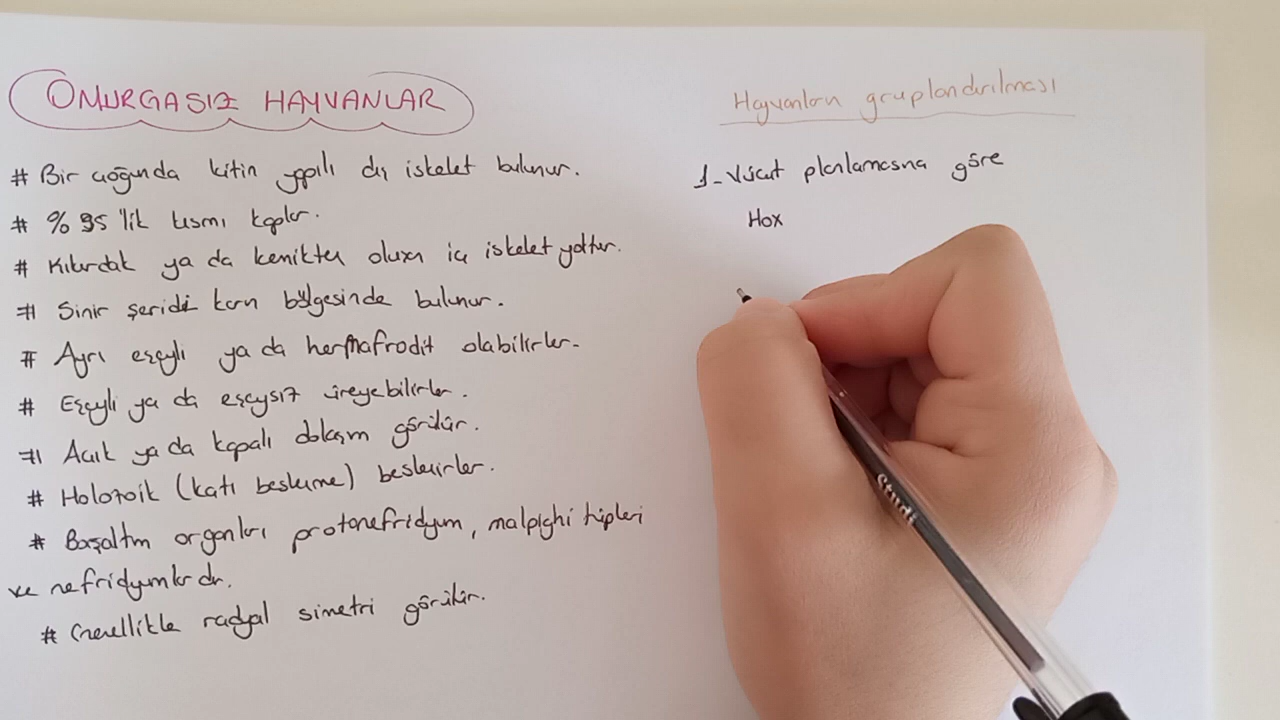 OMURGASIZ HAYVANLAR
# Bir çoğunda kitin yapılı dış iskelet bulunur.
# %95'lik kısmı kaplar.
# Kıkırdak ya da kemikten oluşan iç iskelet yoktur.
# Sinir şeridi karın bölgesinde bulunur.
# Ayrı eşeyli ya da hermafrodit olabilirler.
# Eşeyli ya da eşeysiz üreyebilirler.
# Açık ya da kapalı dolaşım görülür.
# Holozoik (katı beslenme) beslenirler.
# Boşaltım organları protonefridyum, malpighi tüpleri
ve nefridyumlardır.
# Genellikle radyal simetri görülür.
Hayvanların gruplandırılması
1-Vücut planlamasına göre
Hox
Studi